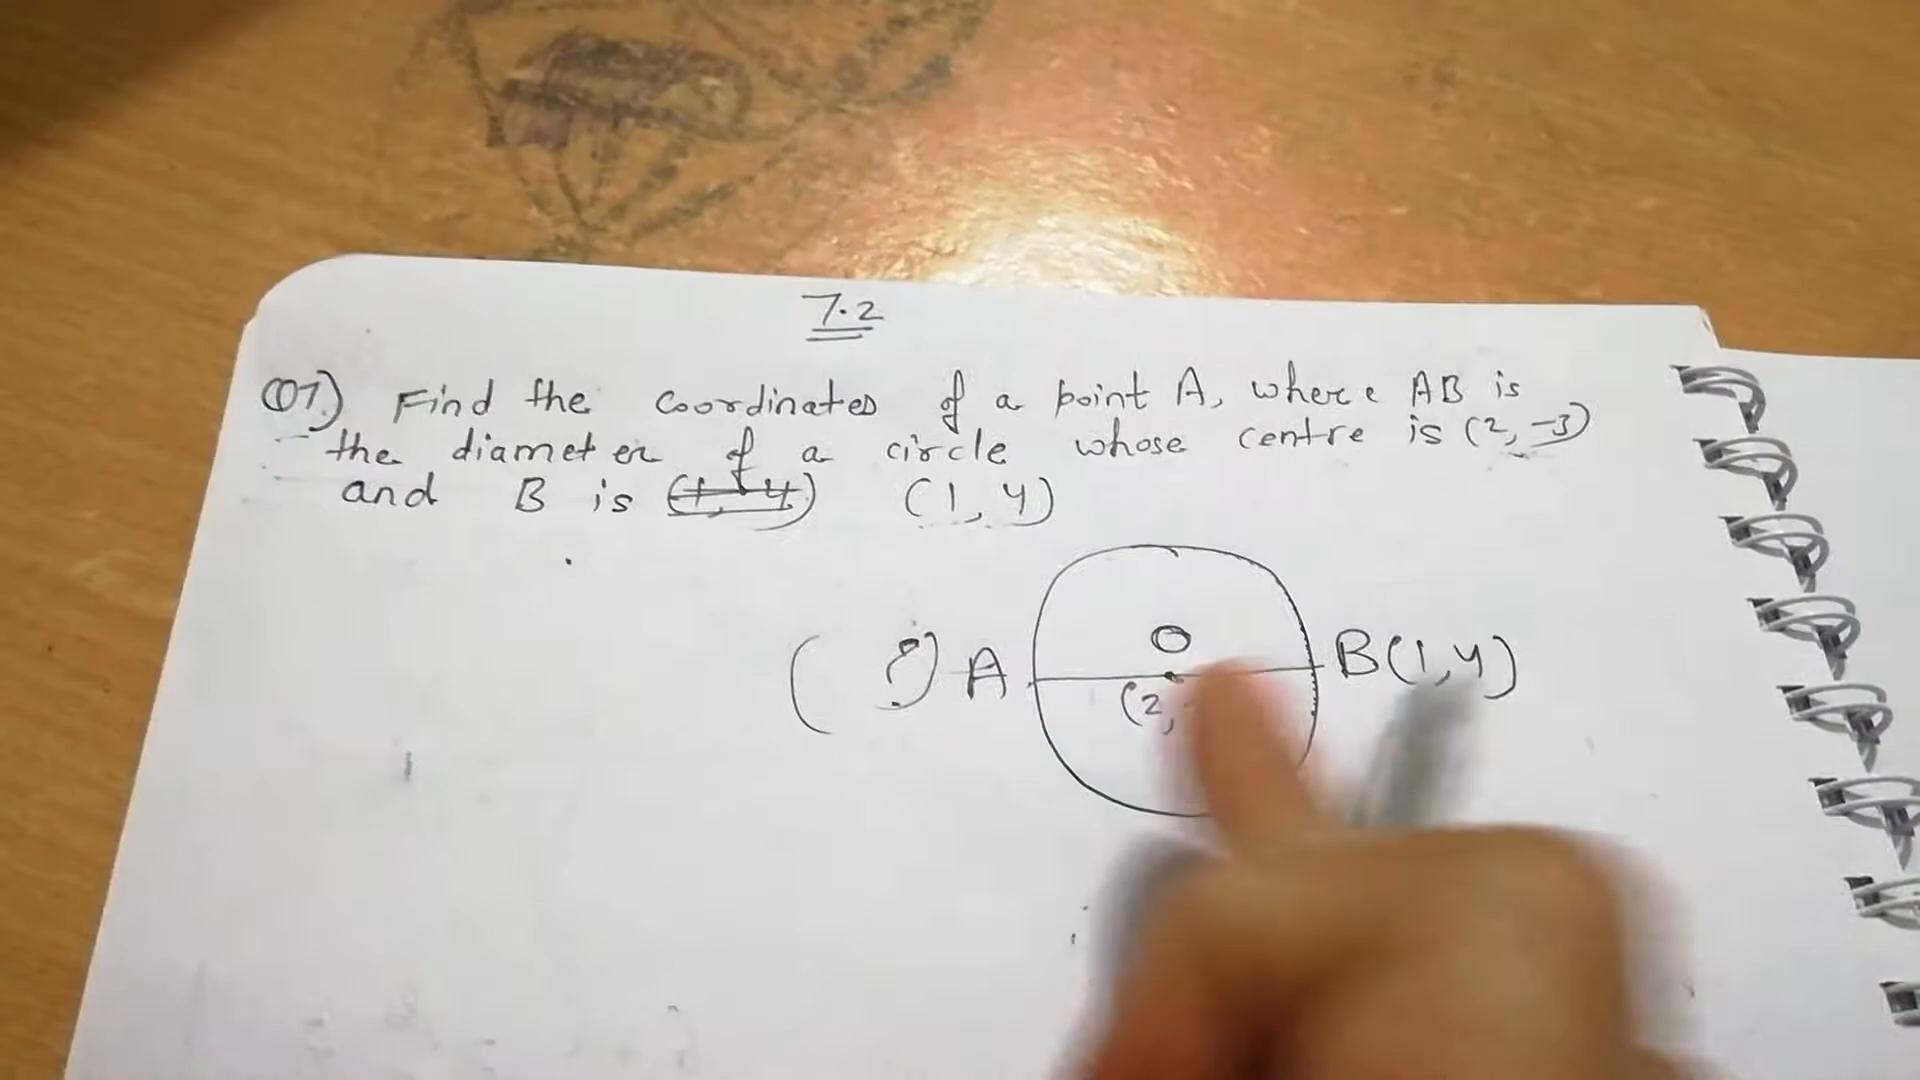 7.2
Q7.) Find the coordinates of a point A, where AB is
the diameter of a circle whose centre is (2, -3)
and B is (1, 4) (1, 4)
O
( ?) A B(1, 4)
(2,